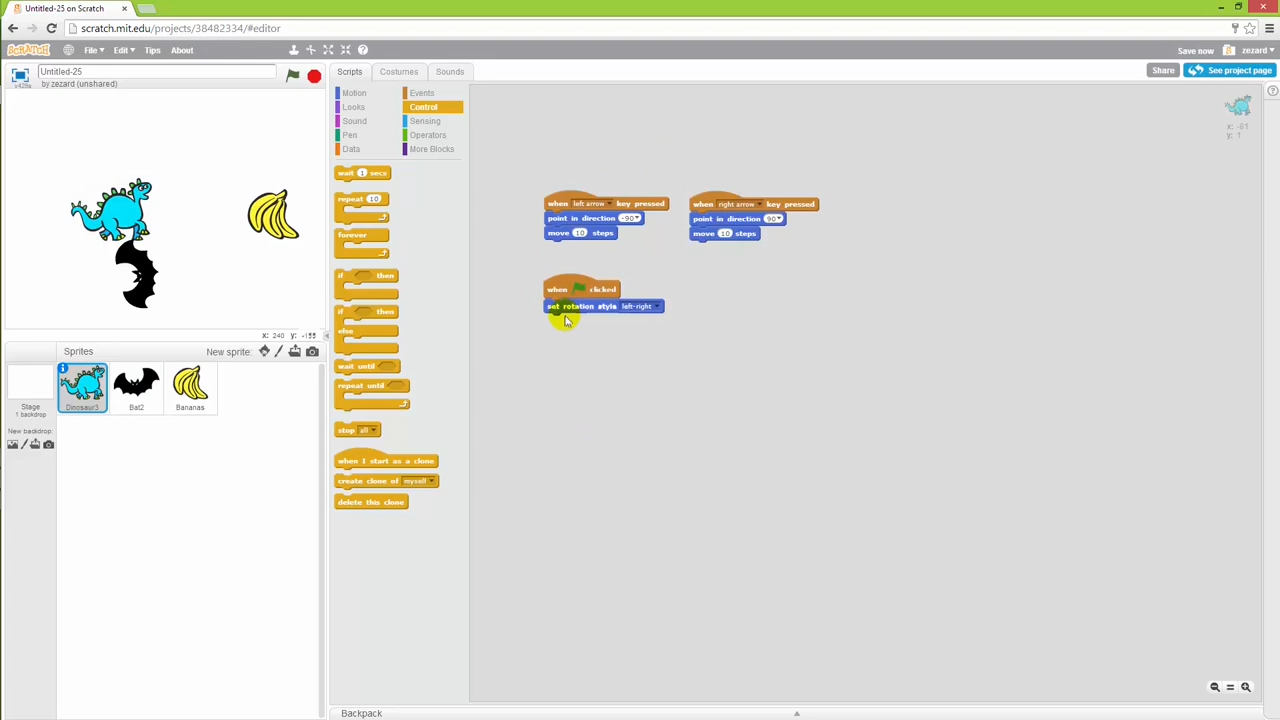 Untitled-25 on Scratch
scratch.mit.edu/projects/38482334/#editor
SCRATCH
File Edit Tips About
Save now
zezard
Untitled-25
by zezard (unshared)
Scripts Costumes Sounds
Share
See project page
Motion Events
Looks Control
Sound Sensing
Pen Operators
Data More Blocks
wait 1 secs
repeat 10
forever
if then
if then
else
wait until
repeat until
stop all
when I start as a clone
create clone of myself
delete this clone
when left arrow key pressed
point in direction -90
move 10 steps
when right arrow key pressed
point in direction 90
move 10 steps
when clicked
set rotation style left-right
x: -81
y: 1
x: 240
Sprites
New sprite:
Stage
1 backdrop
New backdrop:
Dinosaur3
Bat2
Bananas
Backpack